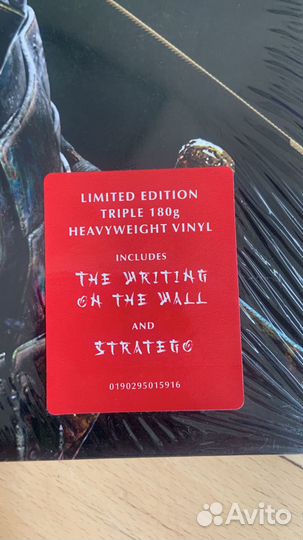 LIMITED EDITION
TRIPLE 180g
HEAVYWEIGHT VINYL
INCLUDES
THE WRITING
ON THE WALL
AND
STRATEGO
0190295015916
Avito